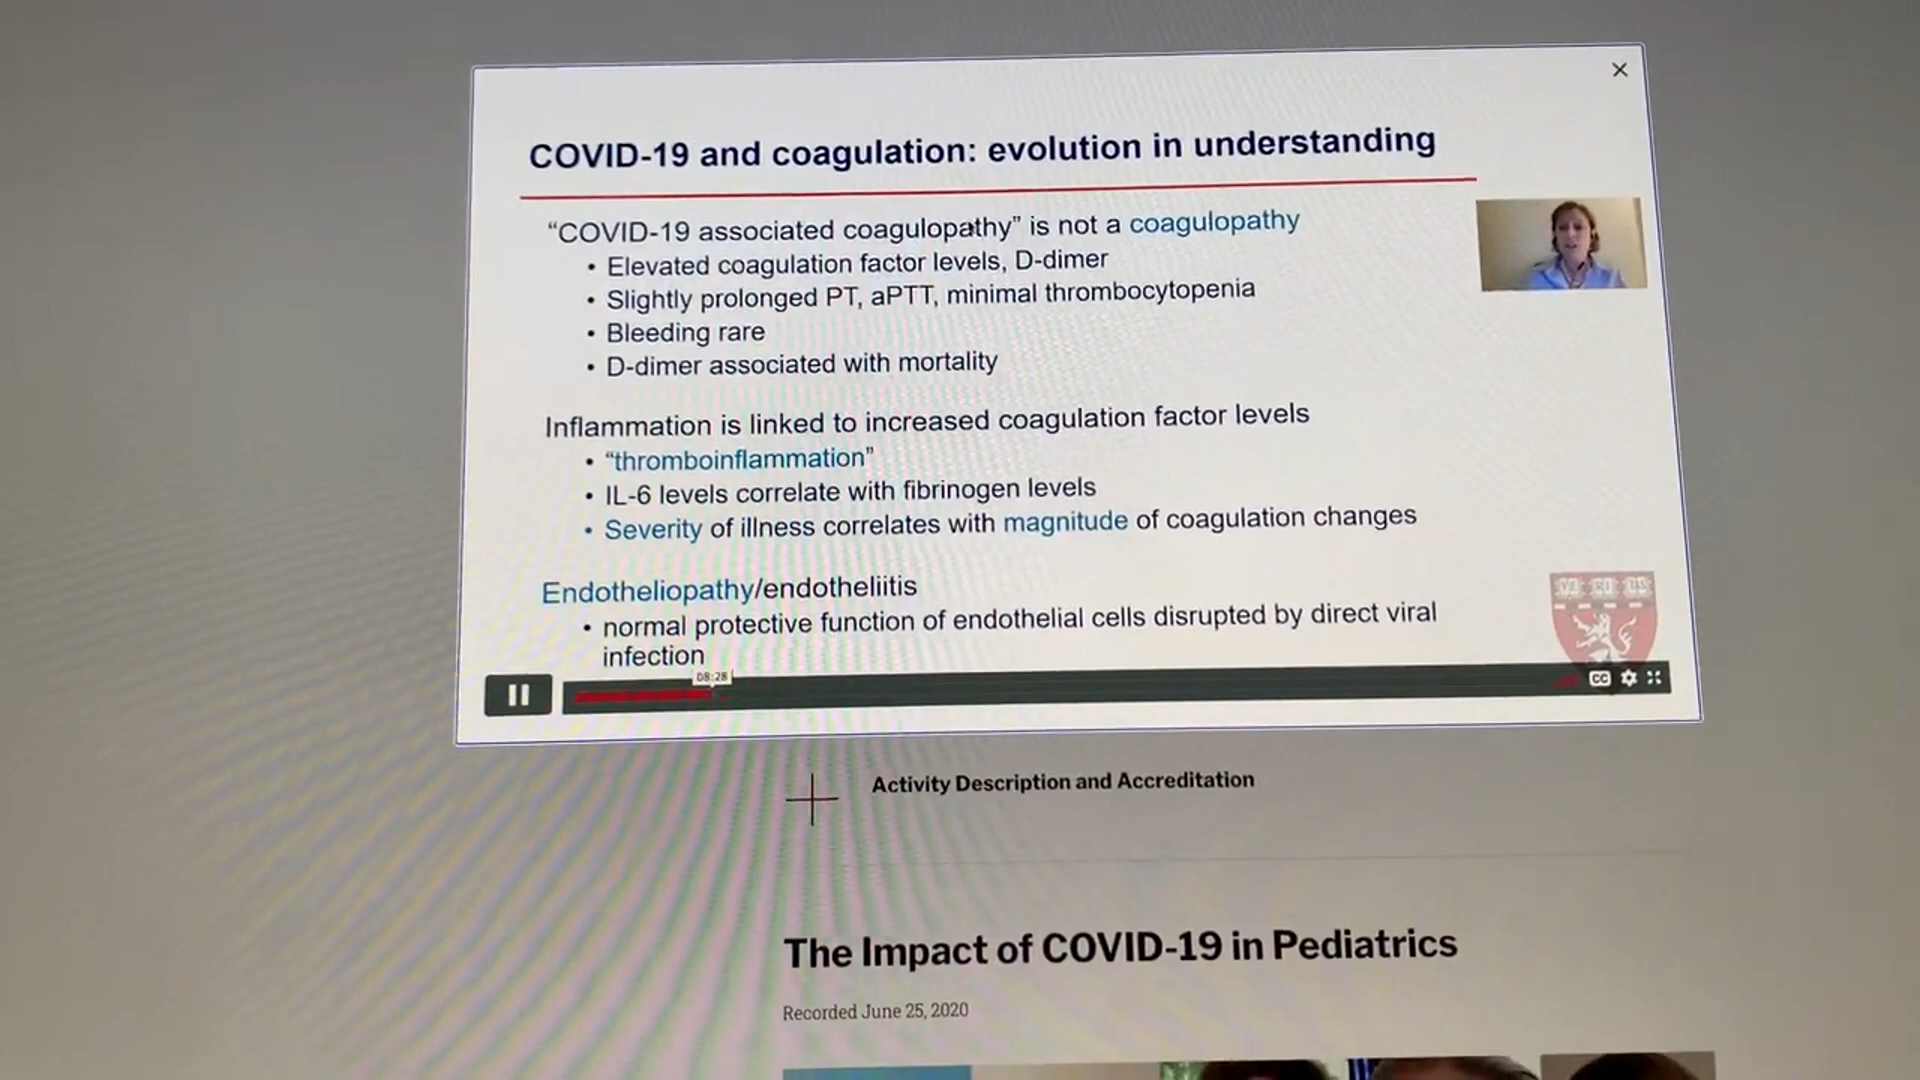 COVID-19 and coagulation: evolution in understanding
“COVID-19 associated coagulopathy” is not a coagulopathy
• Elevated coagulation factor levels, D-dimer
• Slightly prolonged PT, aPTT, minimal thrombocytopenia
• Bleeding rare
• D-dimer associated with mortality
Inflammation is linked to increased coagulation factor levels
• “thromboinflammation”
• IL-6 levels correlate with fibrinogen levels
• Severity of illness correlates with magnitude of coagulation changes
Endotheliopathy/endotheliitis
• normal protective function of endothelial cells disrupted by direct viral
infection
08:28
CC
Activity Description and Accreditation
The Impact of COVID-19 in Pediatrics
Recorded June 25, 2020